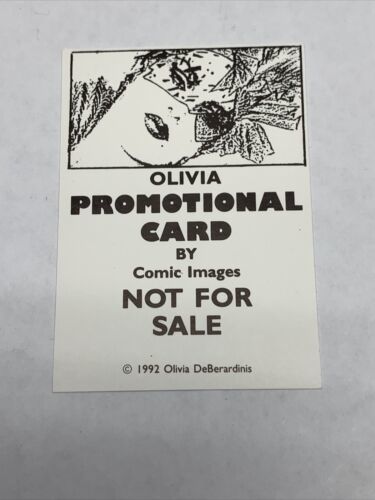 OLIVIA
PROMOTIONAL
CARD
BY
Comic Images
NOT FOR
SALE
© 1992 Olivia DeBerardinis